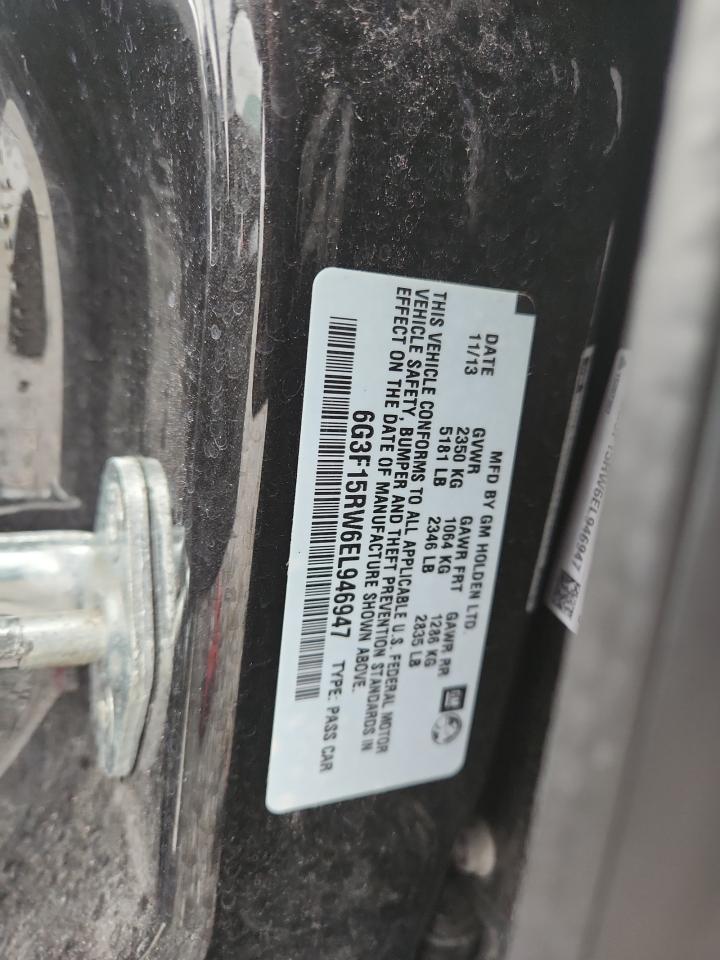 MFD BY GM HOLDEN LTD.
DATE GVWR GAWR FRT GAWR RR
11/13 2350 KG 1064 KG 1286 KG
5181 LB 2346 LB 2835 LB
GM
THIS VEHICLE CONFORMS TO ALL APPLICABLE U.S. FEDERAL MOTOR
VEHICLE SAFETY, BUMPER AND THEFT PREVENTION STANDARDS IN
EFFECT ON THE DATE OF MANUFACTURE SHOWN ABOVE.
6G3F15RW6EL946947 TYPE: PASS CAR
RW6EL946947